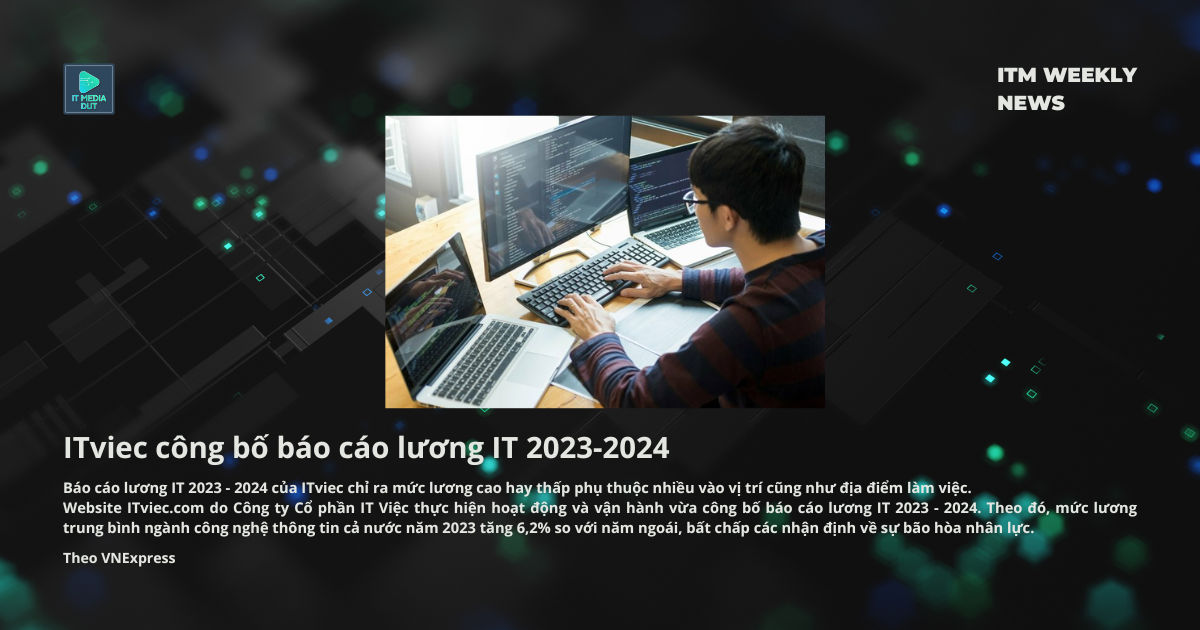 IT MEDIA
DUT
ITM WEEKLY
NEWS
ITviec công bố báo cáo lương IT 2023-2024
Báo cáo lương IT 2023 - 2024 của ITviec chỉ ra mức lương cao hay thấp phụ thuộc nhiều vào vị trí cũng như địa điểm làm việc.
Website ITviec.com do Công ty Cổ phần IT Việc thực hiện hoạt động và vận hành vừa công bố báo cáo lương IT 2023 - 2024. Theo đó, mức lương
trung bình ngành công nghệ thông tin cả nước năm 2023 tăng 6,2% so với năm ngoái, bất chấp các nhận định về sự bão hòa nhân lực.
Theo VNExpress